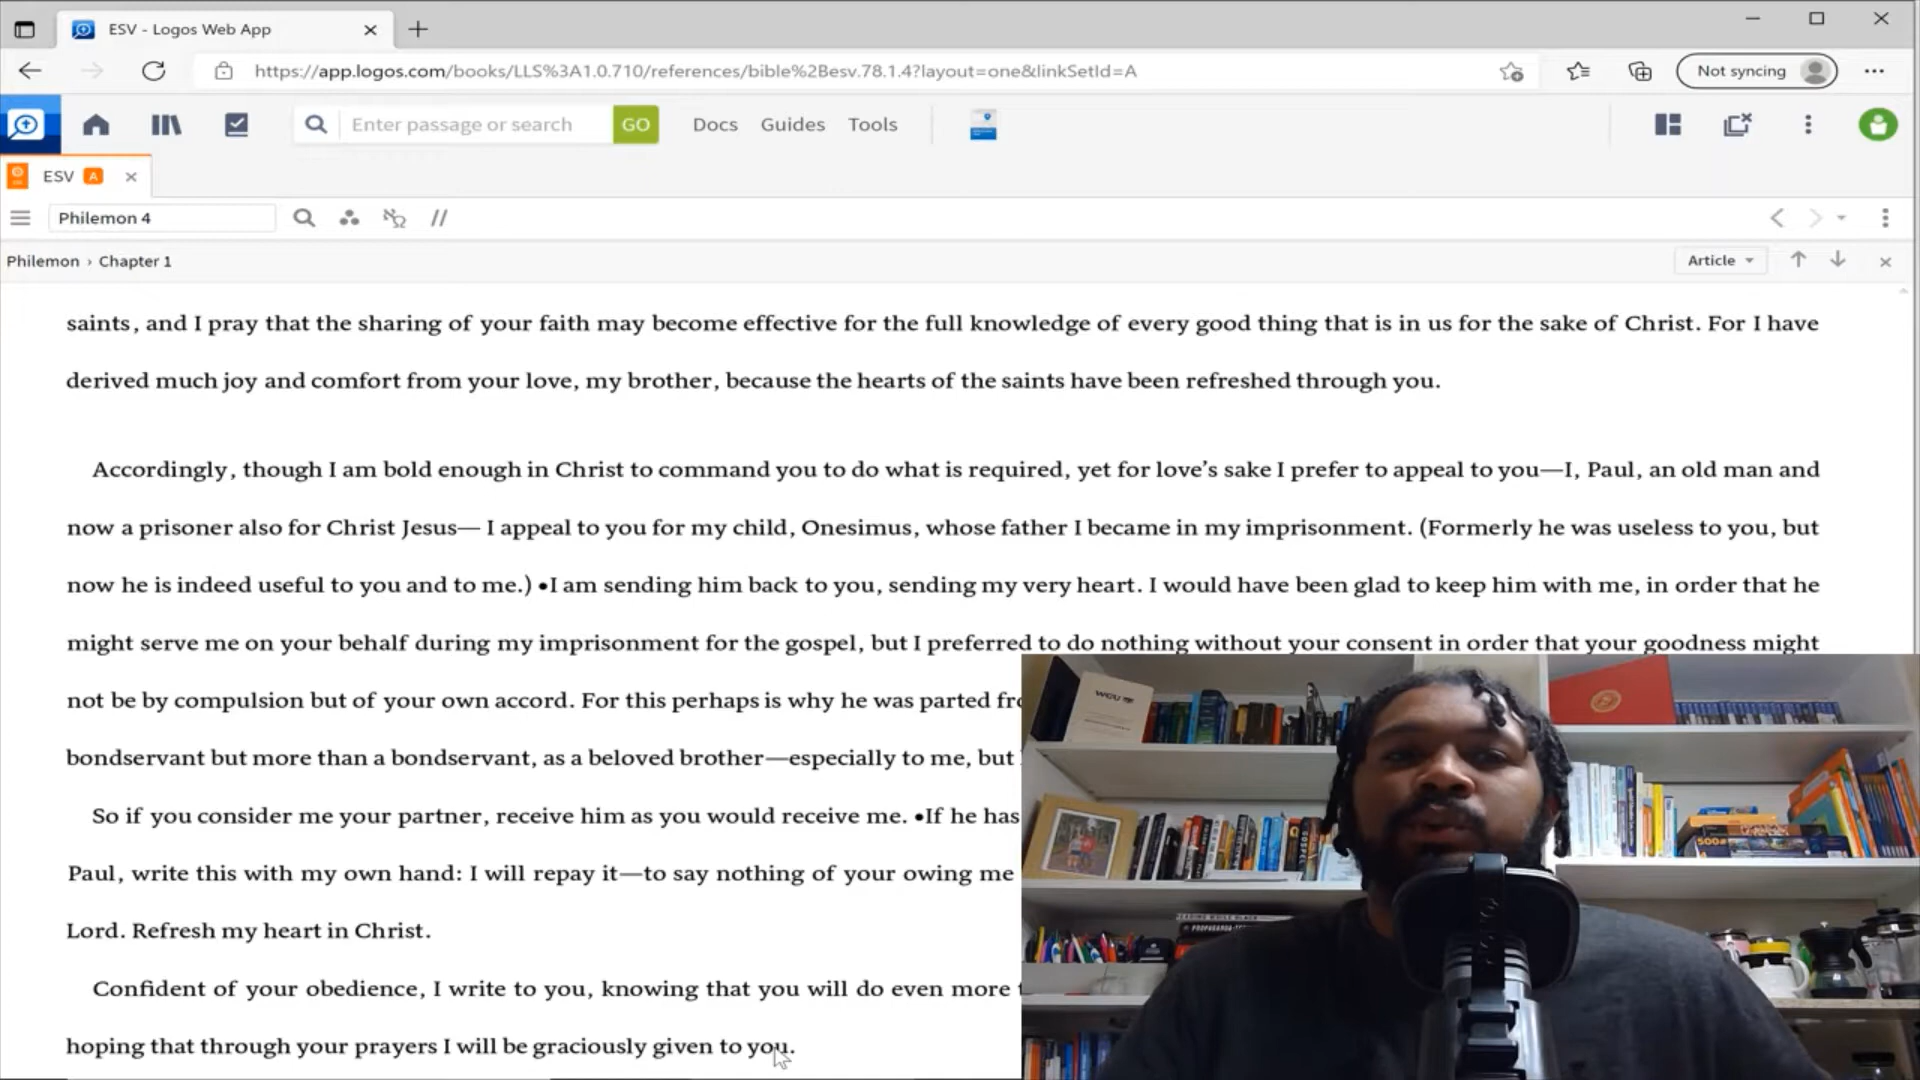 ESV - Logos Web App
https://app.logos.com/books/LLS%3A1.0.710/references/bible%2Besv.78.1.4?layout=one&linkSetId=A
Not syncing
Enter passage or search GO Docs Guides Tools
ESV A
Philemon 4
Philemon › Chapter 1
Article
saints, and I pray that the sharing of your faith may become effective for the full knowledge of every good thing that is in us for the sake of Christ. For I have
derived much joy and comfort from your love, my brother, because the hearts of the saints have been refreshed through you.
Accordingly, though I am bold enough in Christ to command you to do what is required, yet for love’s sake I prefer to appeal to you—I, Paul, an old man and
now a prisoner also for Christ Jesus— I appeal to you for my child, Onesimus, whose father I became in my imprisonment. (Formerly he was useless to you, but
now he is indeed useful to you and to me.) •I am sending him back to you, sending my very heart. I would have been glad to keep him with me, in order that he
might serve me on your behalf during my imprisonment for the gospel, but I preferred to do nothing without your consent in order that your goodness might
not be by compulsion but of your own accord. For this perhaps is why he was parted
bondservant but more than a bondservant, as a beloved brother—especially to me, but
So if you consider me your partner, receive him as you would receive me. •If he has
Paul, write this with my own hand: I will repay it—to say nothing of your owing me
Lord. Refresh my heart in Christ.
Confident of your obedience, I write to you, knowing that you will do even more
hoping that through your prayers I will be graciously given to you.
WGU
READING WHILE BLACK
PROPAGANDA
GOSPEL
500